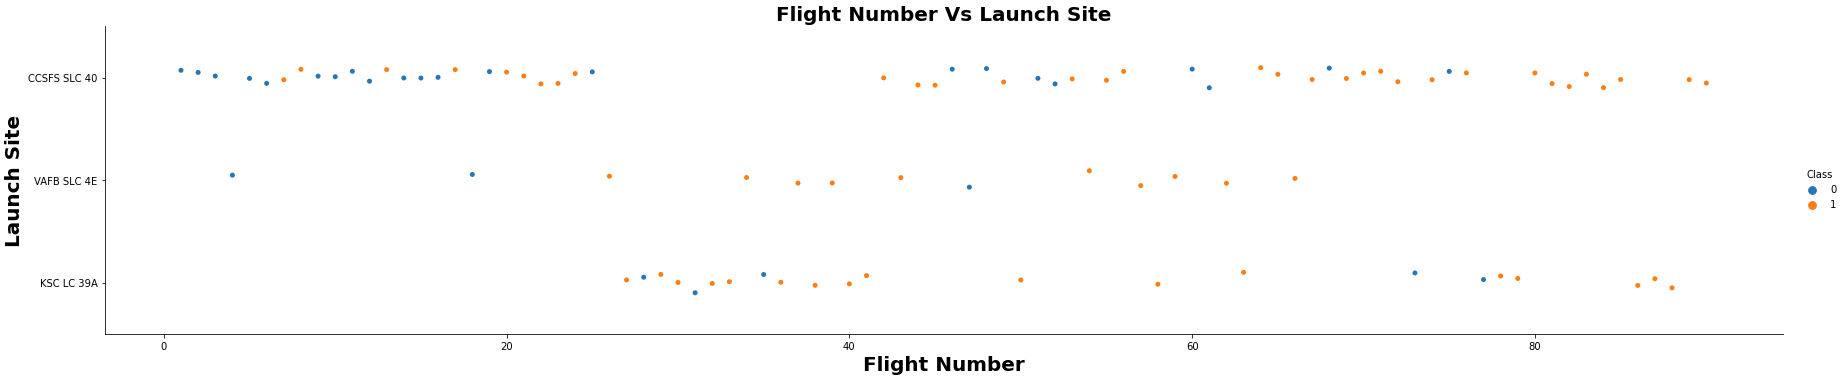 Flight Number Vs Launch Site
Launch Site
CCSFS SLC 40
VAFB SLC 4E
KSC LC 39A
0
20
40
60
80
Flight Number
Class
0
1